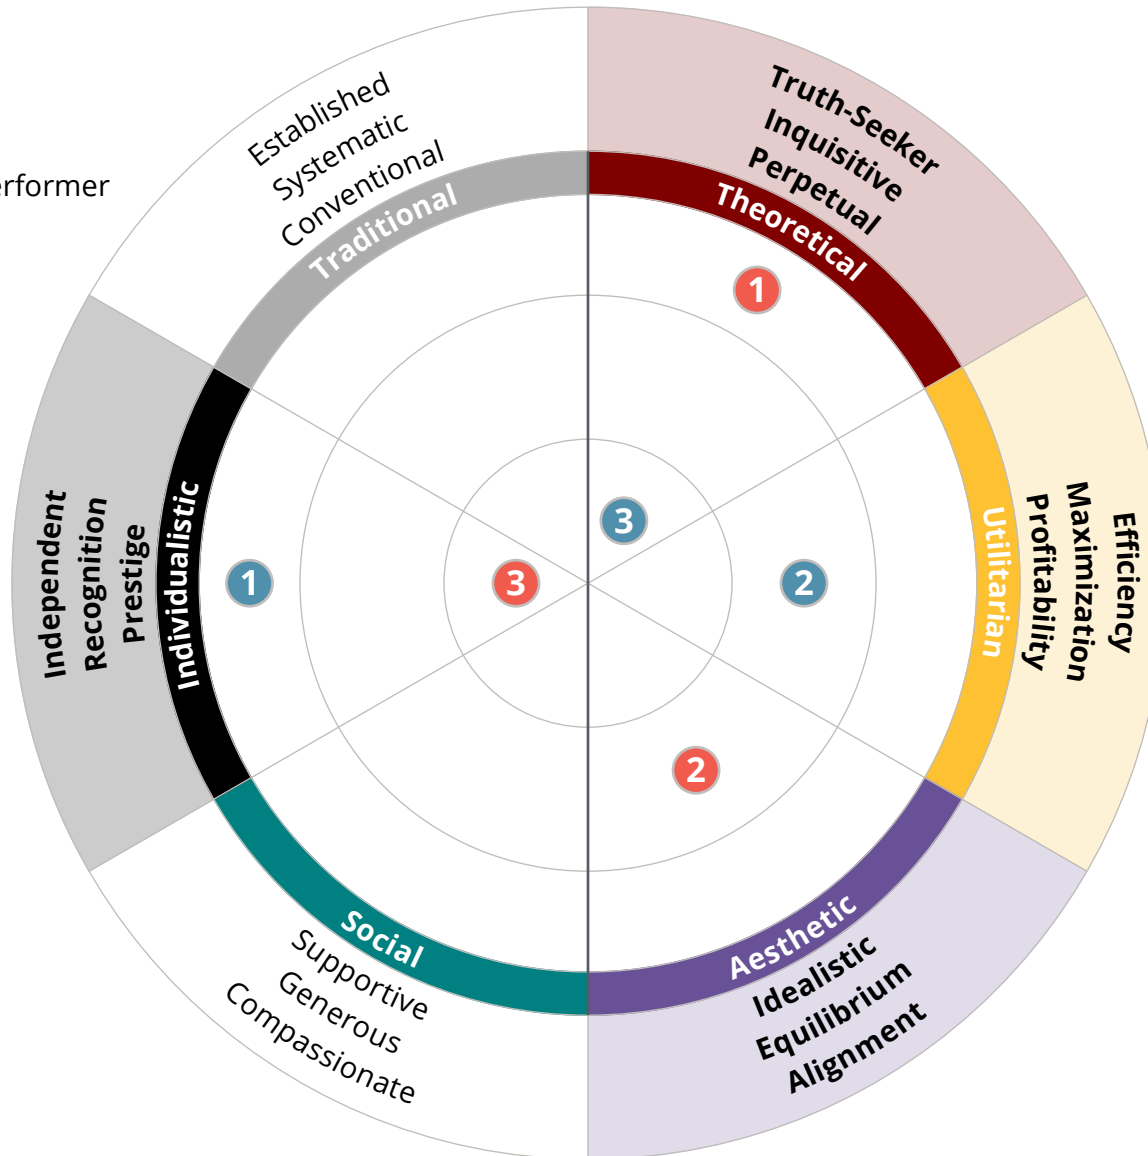 erformer
Established
Systematic
Conventional
Traditional
Truth-Seeker
Inquisitive
Perpetual
Theoretical
Independent
Recognition
Prestige
Individualistic
Utilitarian
Profitability
Maximization
Efficiency
1
3
3
1
2
2
Social
Supportive
Generous
Compassionate
Aesthetic
Idealistic
Equilibrium
Alignment